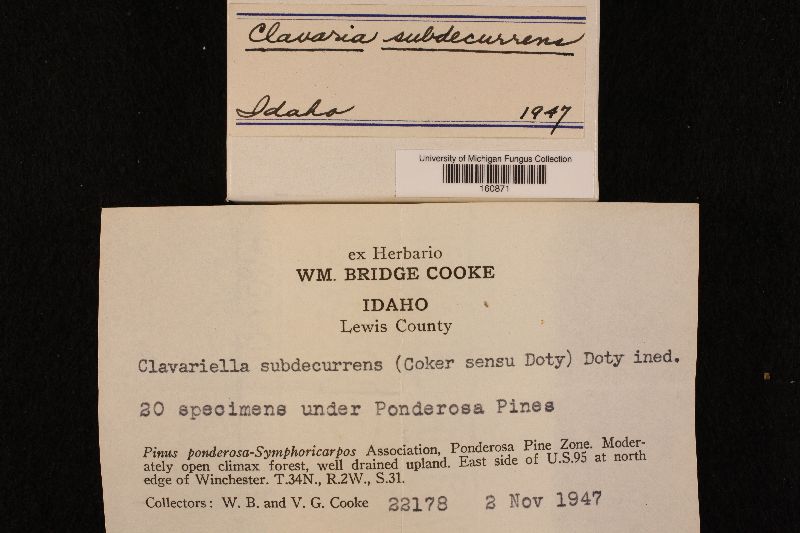 Clavaria subdecurrens
Idaho 1947
University of Michigan Fungus Collection
160871
ex Herbario
WM. BRIDGE COOKE
IDAHO
Lewis County
Clavariella subdecurrens (Coker sensu Doty) Doty ined.
20 specimens under Ponderosa Pines
Pinus ponderosa-Symphoricarpos Association, Ponderosa Pine Zone. Moder-
ately open climax forest, well drained upland. East side of U.S.95 at north
edge of Winchester. T.34N., R.2W., S.31.
Collectors: W. B. and V. G. Cooke 22178 2 Nov 1947